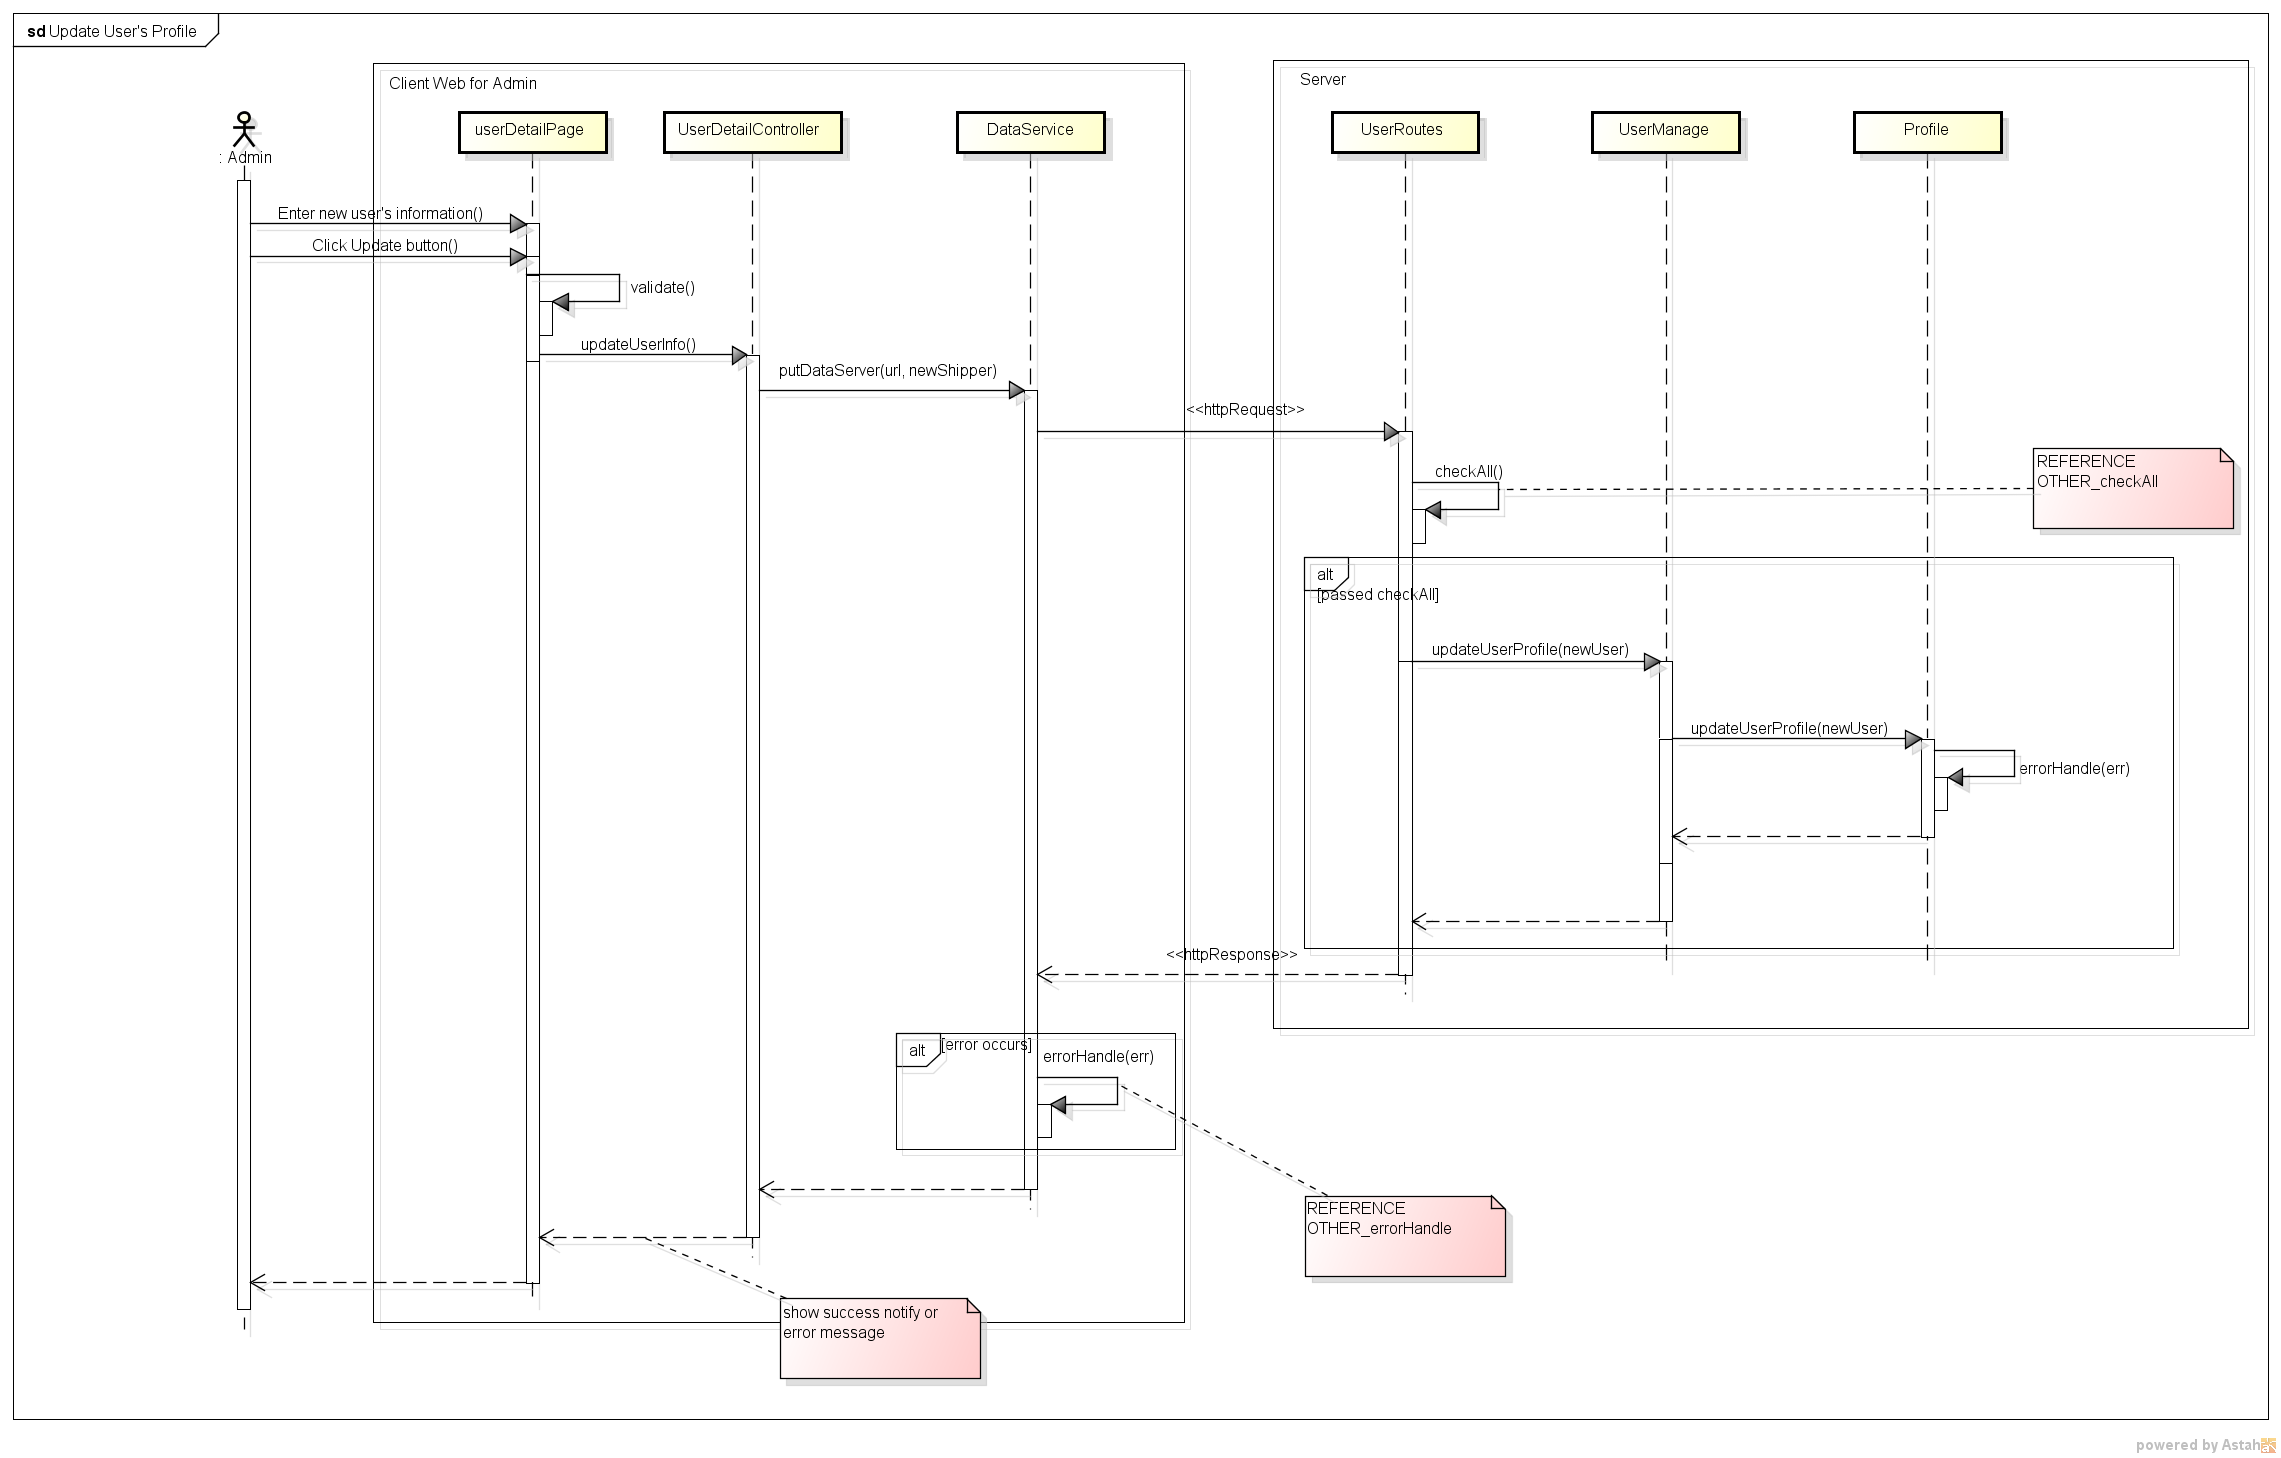 sd Update User's Profile
Client Web for Admin
Server
: Admin
userDetailPage
UserDetailController
DataService
UserRoutes
UserManage
Profile
Enter new user's information()
Click Update button()
validate()
updateUserInfo()
putDataServer(url, newShipper)
<<httpRequest>>
checkAll()
REFERENCE
OTHER_checkAll
alt
[passed checkAll]
updateUserProfile(newUser)
updateUserProfile(newUser)
errorHandle(err)
<<httpResponse>>
alt
[error occurs]
errorHandle(err)
REFERENCE
OTHER_errorHandle
show success notify or
error message
powered by Astah